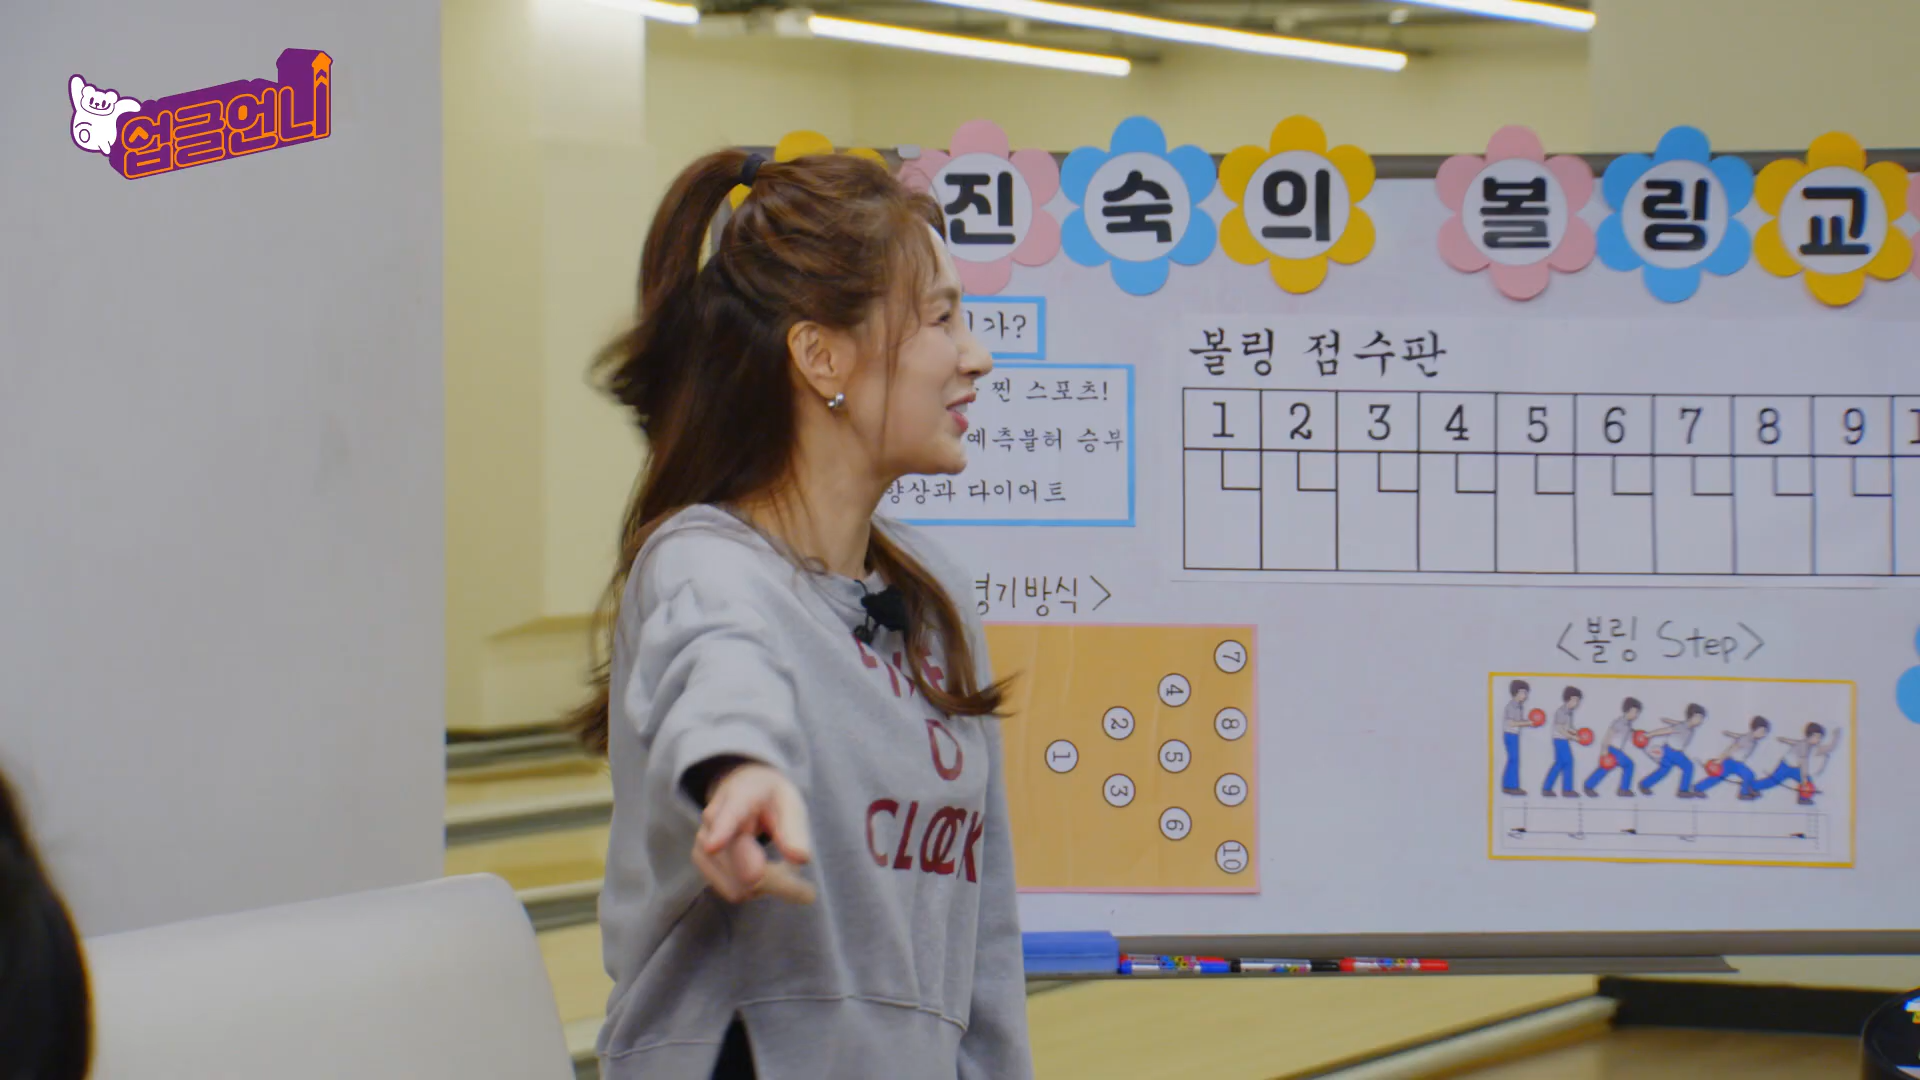 업글언니
진숙의 볼링교
가?
찐 스포츠!
예측불허 승부
향상과 다이어트
볼링 점수판
1 2 3 4 5 6 7 8 9 1
경기방식>
<볼링 Step>
7
4
2 8
1 5
3 9
6
10
O
CLOCK